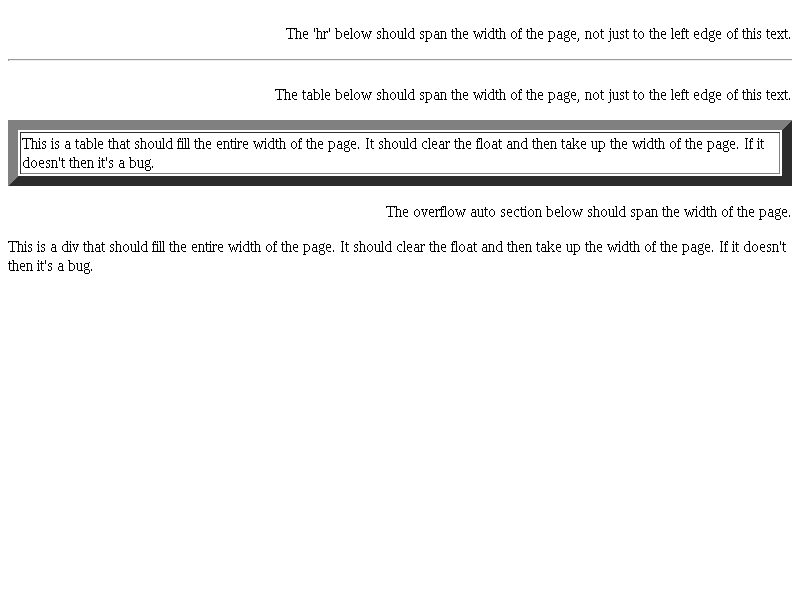 The 'hr' below should span the width of the page, not just to the left edge of this text.
The table below should span the width of the page, not just to the left edge of this text.
This is a table that should fill the entire width of the page. It should clear the float and then take up the width of the page. If it
doesn't then it's a bug.
The overflow auto section below should span the width of the page.
This is a div that should fill the entire width of the page. It should clear the float and then take up the width of the page. If it doesn't
then it's a bug.